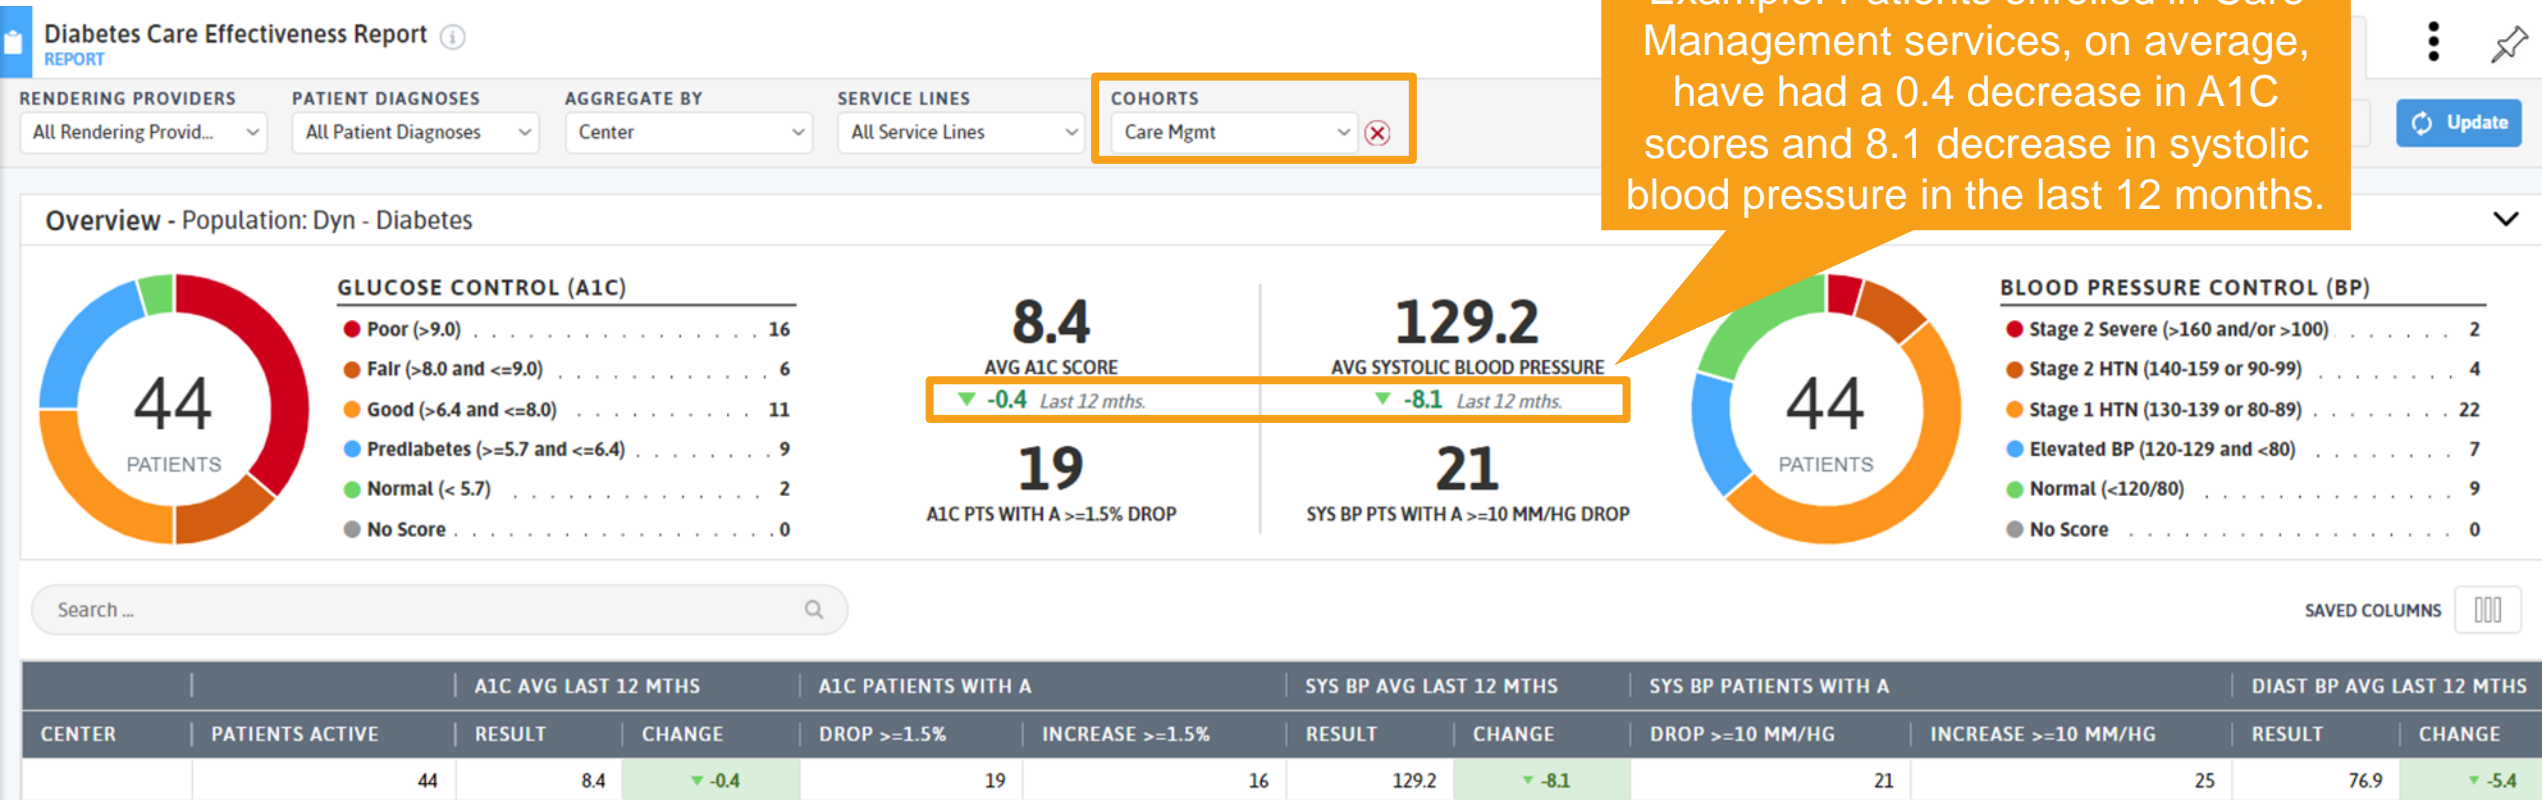 Diabetes Care Effectiveness Report
REPORT
Example: Patients enrolled in Care
Management services, on average,
have had a 0.4 decrease in A1C
scores and 8.1 decrease in systolic
blood pressure in the last 12 months.
RENDERING PROVIDERS PATIENT DIAGNOSES AGGREGATE BY SERVICE LINES COHORTS
All Rendering Provid... All Patient Diagnoses Center All Service Lines Care Mgmt Update
Overview - Population: Dyn - Diabetes
GLUCOSE CONTROL (A1C)
Poor (>9.0) 16
Fair (>8.0 and <=9.0) 6
Good (>6.4 and <=8.0) 11
Prediabetes (>=5.7 and <=6.4) 9
Normal (< 5.7) 2
No Score 0
44
PATIENTS
8.4
AVG A1C SCORE
-0.4 Last 12 mths.
19
A1C PTS WITH A >=1.5% DROP
129.2
AVG SYSTOLIC BLOOD PRESSURE
-8.1 Last 12 mths.
21
SYS BP PTS WITH A >=10 MM/HG DROP
44
PATIENTS
BLOOD PRESSURE CONTROL (BP)
Stage 2 Severe (>160 and/or >100) 2
Stage 2 HTN (140-159 or 90-99) 4
Stage 1 HTN (130-139 or 80-89) 22
Elevated BP (120-129 and <80) 7
Normal (<120/80) 9
No Score 0
Search ...
SAVED COLUMNS
A1C AVG LAST 12 MTHS A1C PATIENTS WITH A SYS BP AVG LAST 12 MTHS SYS BP PATIENTS WITH A DIAST BP AVG LAST 12 MTHS
CENTER PATIENTS ACTIVE RESULT CHANGE DROP >=1.5% INCREASE >=1.5% RESULT CHANGE DROP >=10 MM/HG INCREASE >=10 MM/HG RESULT CHANGE
44 8.4 -0.4 19 16 129.2 -8.1 21 25 76.9 -5.4